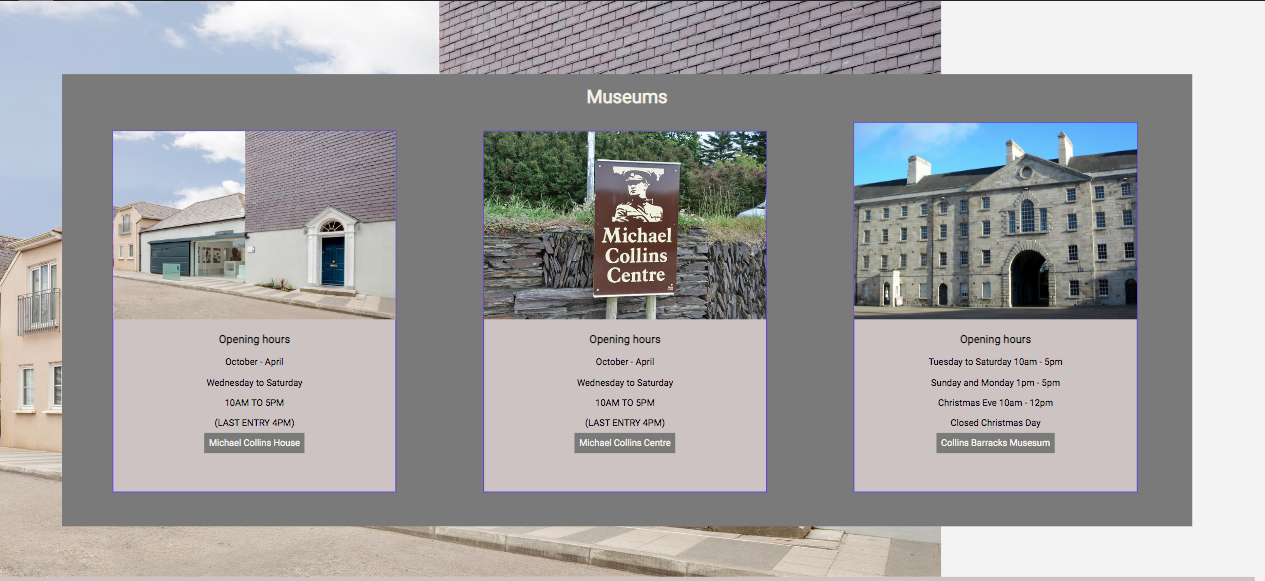 Museums
Michael
Collins
Centre
Opening hours
October - April
Wednesday to Saturday
10AM TO 5PM
(LAST ENTRY 4PM)
Michael Collins House
Opening hours
October - April
Wednesday to Saturday
10AM TO 5PM
(LAST ENTRY 4PM)
Michael Collins Centre
Opening hours
Tuesday to Saturday 10am - 5pm
Sunday and Monday 1pm - 5pm
Christmas Eve 10am - 12pm
Closed Christmas Day
Collins Barracks Musesum